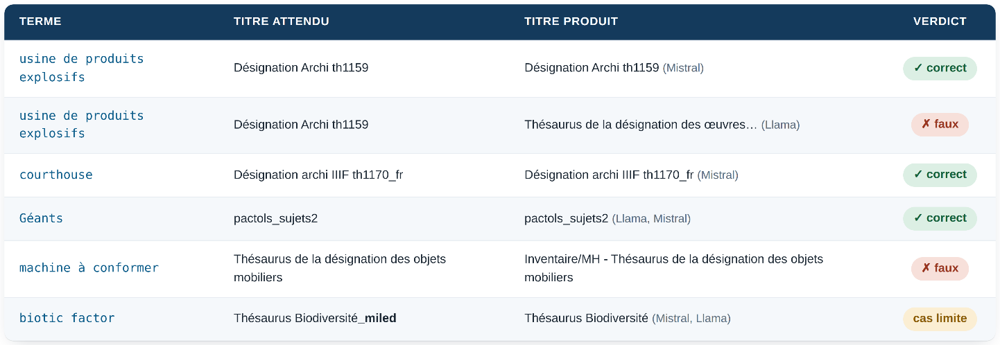 TERME TITRE ATTENDU TITRE PRODUIT VERDICT
usine de produits
explosifs
Désignation Archi th1159
Désignation Archi th1159 (Mistral)
✓ correct
usine de produits
explosifs
Désignation Archi th1159
Thésaurus de la désignation des œuvres… (Llama)
✗ faux
courthouse
Désignation archi IIIF th1170_fr
Désignation archi IIIF th1170_fr (Mistral)
✓ correct
Géants
pactols_sujets2
pactols_sujets2 (Llama, Mistral)
✓ correct
machine à conformer
Thésaurus de la désignation des objets
mobiliers
Inventaire/MH - Thésaurus de la désignation des objets
mobiliers
✗ faux
biotic factor
Thésaurus Biodiversité_miled
Thésaurus Biodiversité (Mistral, Llama)
cas limite